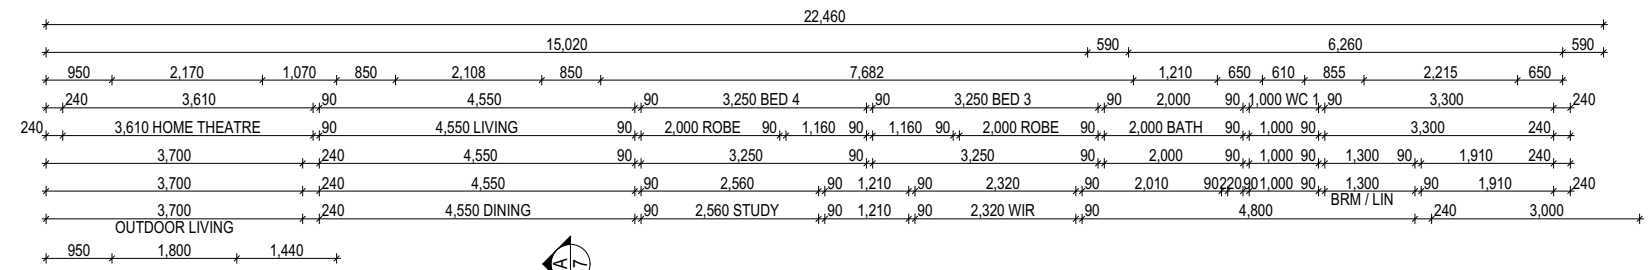 22,460
15,020 590 6,260 590
950 2,170 1,070 850 2,108 850 7,682 1,210 650 610 855 2,215 650
240 3,610 90 4,550 90 3,250 BED 4 90 3,250 BED 3 90 2,000 90 1,000 WC 1 90 3,300 240
240 3,610 HOME THEATRE 90 4,550 LIVING 90 2,000 ROBE 90 1,160 90 1,160 90 2,000 ROBE 90 2,000 BATH 90 1,000 90 3,300 240
3,700 240 4,550 90 3,250 90 3,250 90 2,000 90 1,000 90 1,300 90 1,910 240
3,700 240 4,550 90 2,560 90 1,210 90 2,320 90 2,010 90 220 90 1,000 90 1,300 90 1,910 240
3,700 240 4,550 DINING 90 2,560 STUDY 90 1,210 90 2,320 WIR 90 4,800 BRM / LIN 240 3,000
OUTDOOR LIVING
950 1,800 1,440
A
7